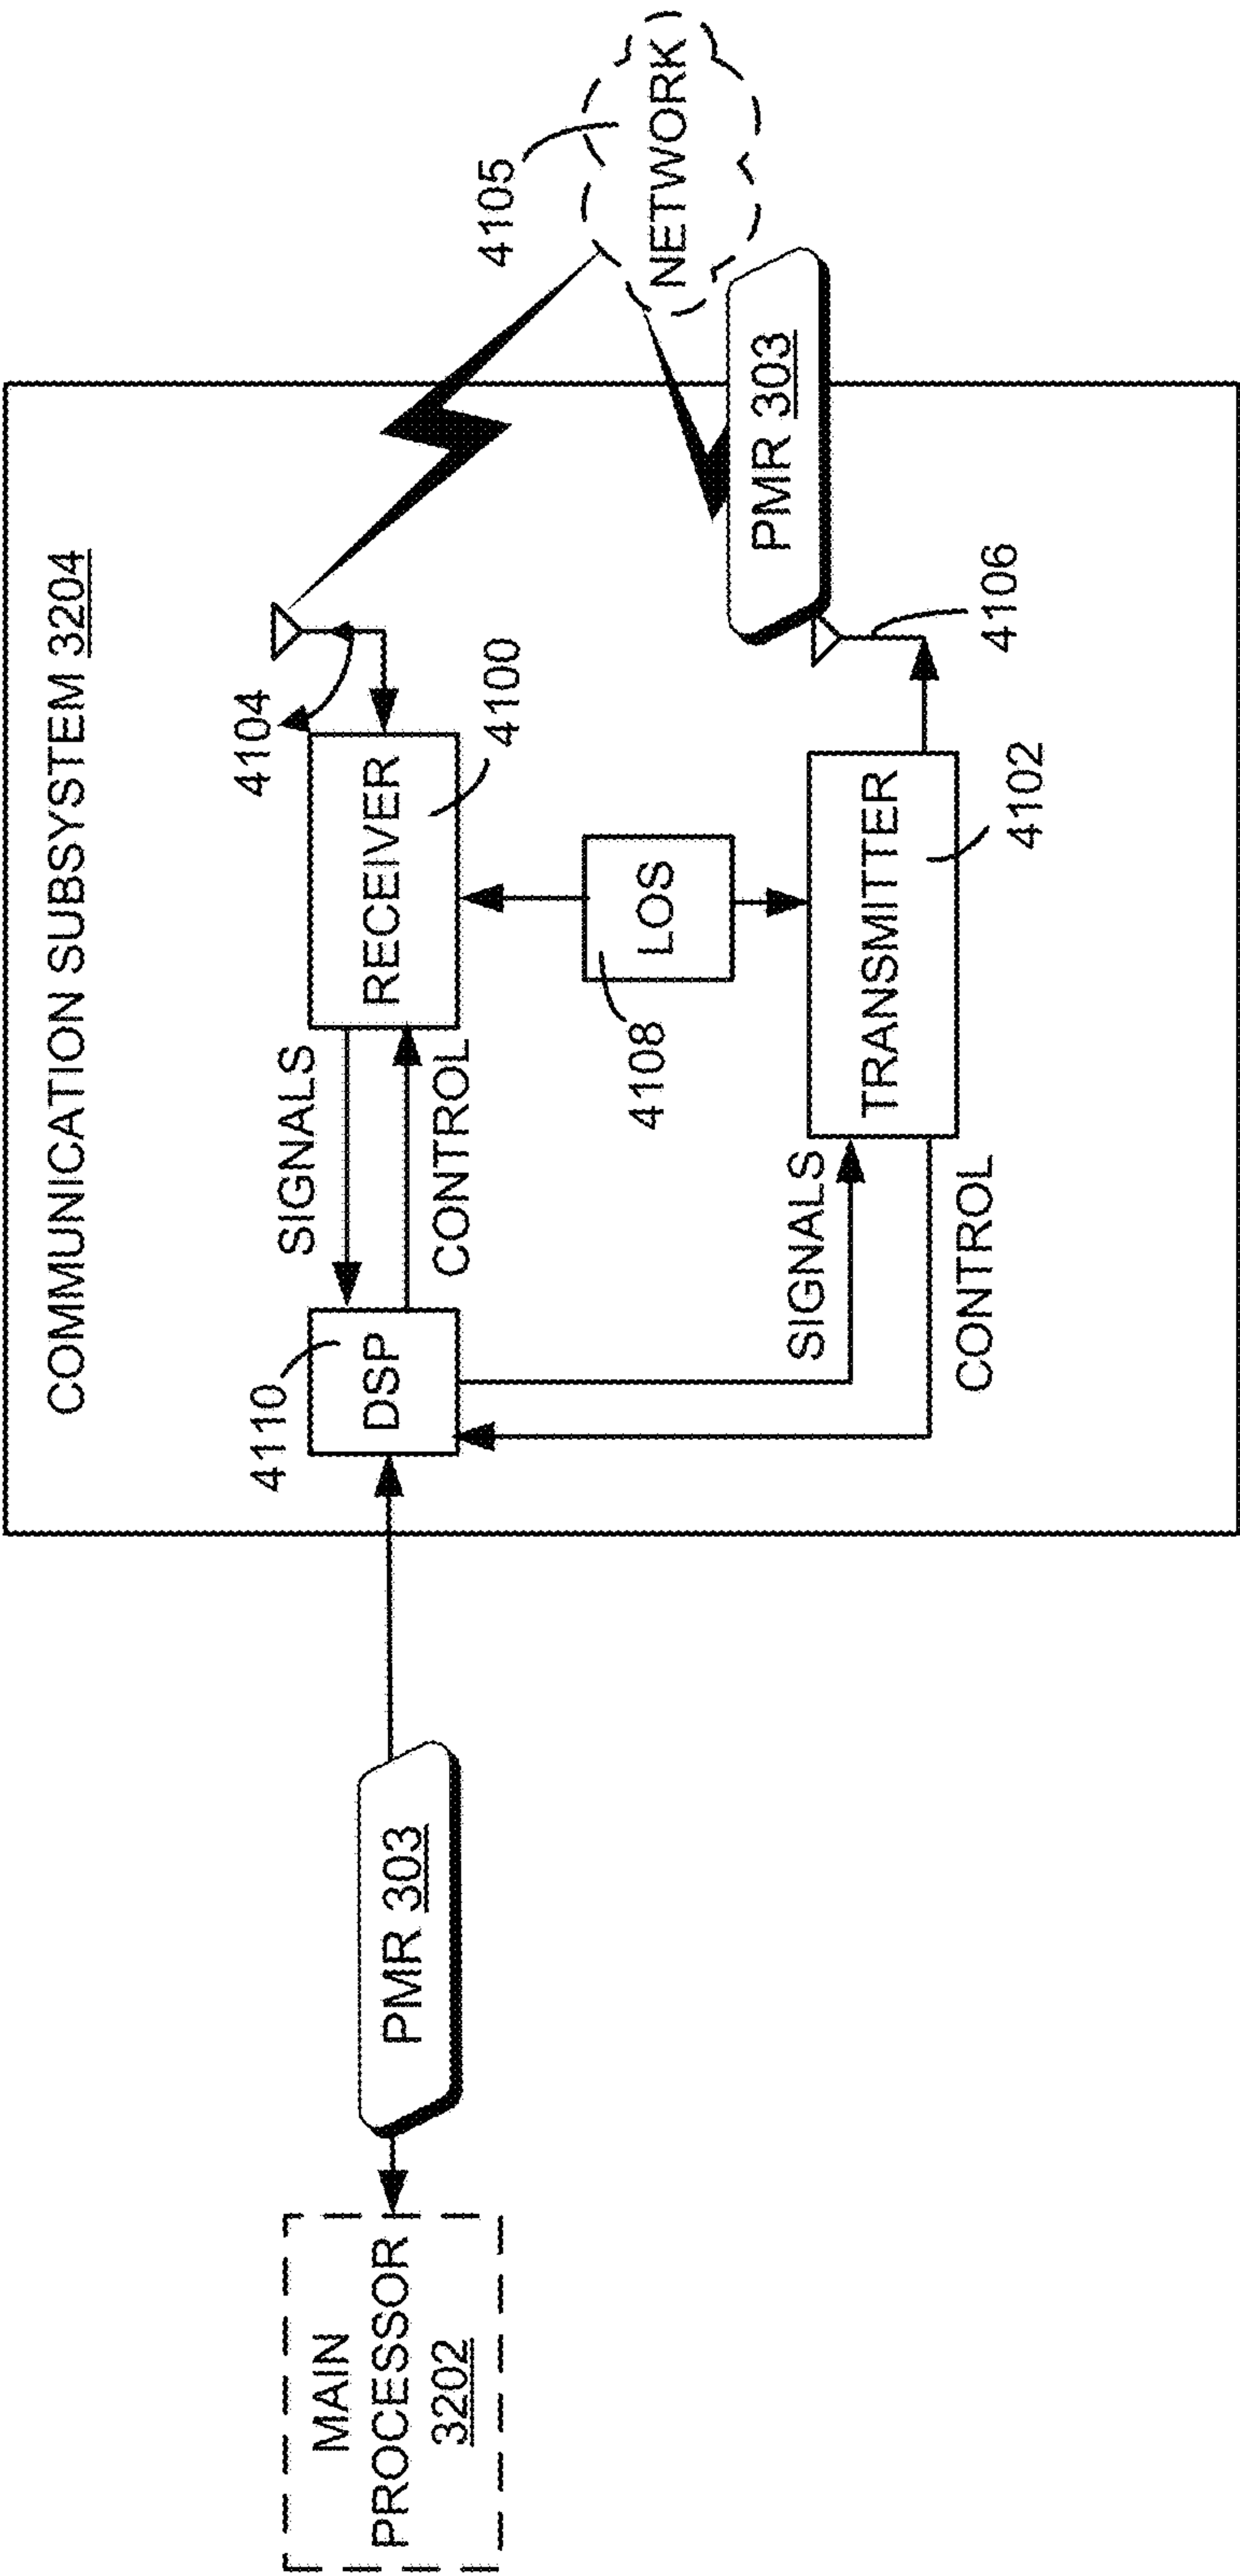 COMMUNICATION SUBSYSTEM 3204
MAIN
PROCESSOR
3202
PMR 303
4110
DSP
SIGNALS
CONTROL
4104
RECEIVER
4100
4105
NETWORK
4108
LOS
PMR 303
SIGNALS
CONTROL
TRANSMITTER
4102
4106